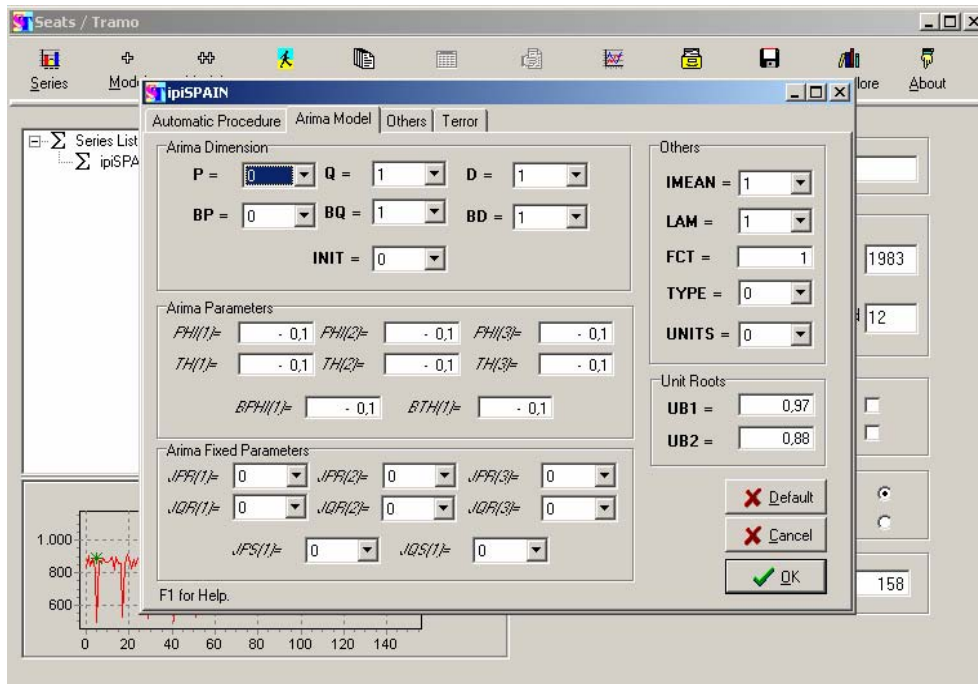 Seats / Tramo
Series
About
ipiSPAIN
Automatic Procedure Arima Model Others Terror
Series List
Arima Dimension
P = 0 Q = 1 D = 1
BP = 0 BQ = 1 BD = 1
INIT = 0
Others
IMEAN = 1
LAM = 1
FCT = 1
TYPE = 0
UNITS = 0
1983
12
Arima Parameters
PHI(1)= - 0,1 PHI(2)= - 0,1 PHI(3)= - 0,1
TH(1)= - 0,1 TH(2)= - 0,1 TH(3)= - 0,1
BPHI(1)= - 0,1 BTH(1)= - 0,1
Unit Roots
UB1 = 0,97
UB2 = 0,88
Arima Fixed Parameters
JPR(1)= 0 JPR(2)= 0 JPR(3)= 0
JQR(1)= 0 JQR(2)= 0 JQR(3)= 0
JPS(1)= 0 JQS(1)= 0
Default
Cancel
OK
F1 for Help.
158
1.000
800
600
0 20 40 60 80 100 120 140